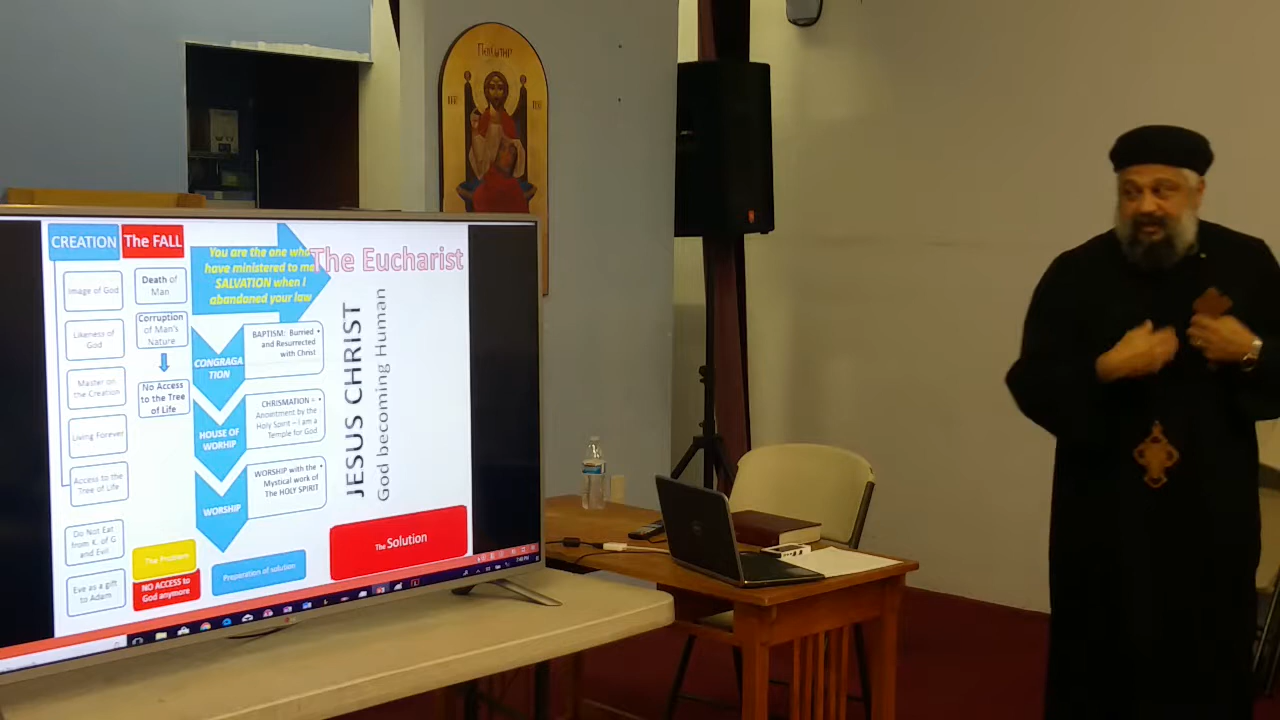 CREATION
The FALL
Image of God
Likeness of
God
Master on
the Creation
Living Forever
Access to the
Tree of Life
Do Not Eat
from K. of G
and Evil
Eve as a gift
to Adam
Death of
Man
Corruption
of Man's
Nature
No Access
to the Tree
of Life
The Problem
NO ACCESS to
God anymore
You are the one who
have ministered to me
SALVATION when I
abandoned your law
CONGRAGA
TION
BAPTISM: Burried
and Resurrected
with Christ
HOUSE OF
WORHIP
CHRISMATION –
Anointment by the
Holy Spirit – I am a
Temple for God
WORSHIP
WORSHIP with the
Mystical work of
The HOLY SPIRIT
Preparation of solution
The Eucharist
JESUS CHRIST
God becoming Human
The Solution